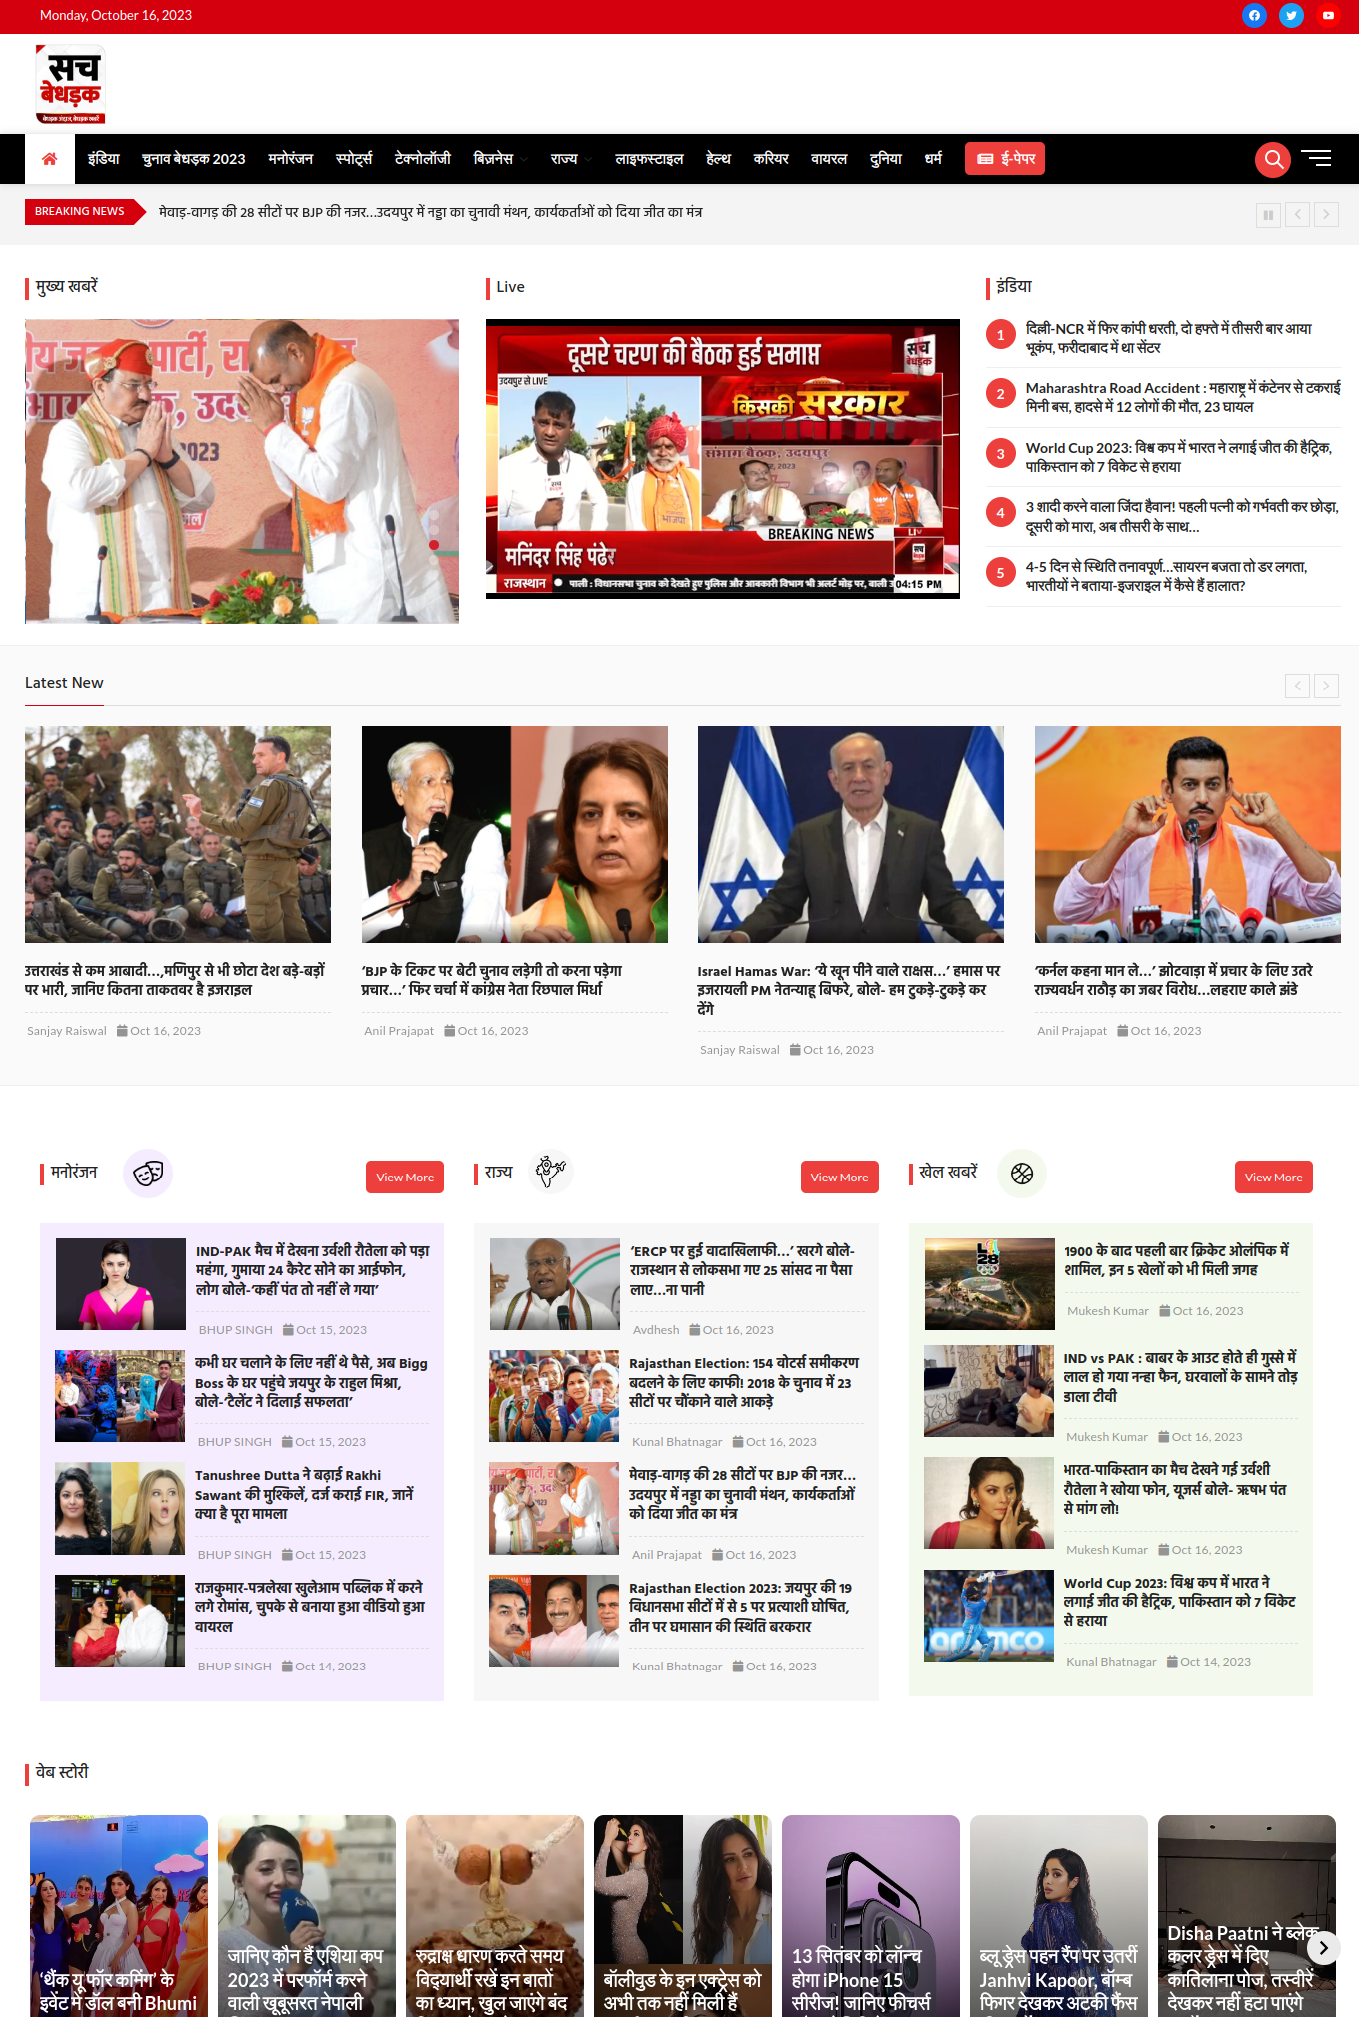 Monday, October 16, 2023
सच
बेधड़क
बेधड़क अंदाज, बेधड़क खबरें
इंडिया चुनाव बेधड़क 2023 मनोरंजन स्पोर्ट्स टेक्नोलॉजी बिज़नेस राज्य लाइफस्टाइल हेल्थ करियर वायरल दुनिया धर्म ई-पेपर
BREAKING NEWS मेवाड़-वागड़ की 28 सीटों पर BJP की नजर…उदयपुर में नड्डा का चुनावी मंथन, कार्यकर्ताओं को दिया जीत का मंत्र
मुख्य खबरें
2023
Live
दूसरे चरण की बैठक हुई समाप्त
सच
बेधड़क
उदयपुर से LIVE
किसकी सरकार
संभाग बैठक, उदयपुर
, 2023
भाजपा
BREAKING NEWS
मनिंदर सिंह पंढेर
राजस्थान
पाली : विधानसभा चुनाव को देखते हुए पुलिस और आबकारी विभाग भी अलर्ट मोड़ पर, बाली
04:15 PM
इंडिया
1 दिल्ली-NCR में फिर कांपी धरती, दो हफ्ते में तीसरी बार आया
भूकंप, फरीदाबाद में था सेंटर
2 Maharashtra Road Accident : महाराष्ट्र में कंटेनर से टकराई
मिनी बस, हादसे में 12 लोगों की मौत, 23 घायल
3 World Cup 2023: विश्व कप में भारत ने लगाई जीत की हैट्रिक,
पाकिस्तान को 7 विकेट से हराया
4 3 शादी करने वाला जिंदा हैवान! पहली पत्नी को गर्भवती कर छोड़ा,
दूसरी को मारा, अब तीसरी के साथ…
5 4-5 दिन से स्थिति तनावपूर्ण…सायरन बजता तो डर लगता,
भारतीयों ने बताया-इजराइल में कैसे हैं हालात?
Latest New
उत्तराखंड से कम आबादी…,मणिपुर से भी छोटा देश बड़े-बड़ों
पर भारी, जानिए कितना ताकतवर है इजराइल
Sanjay Raiswal Oct 16, 2023
‘BJP के टिकट पर बेटी चुनाव लड़ेगी तो करना पड़ेगा
प्रचार…’ फिर चर्चा में कांग्रेस नेता रिछपाल मिर्धा
Anil Prajapat Oct 16, 2023
Israel Hamas War: ‘ये खून पीने वाले राक्षस…’ हमास पर
इजरायली PM नेतन्याहू बिफरे, बोले- हम टुकड़े-टुकड़े कर
देंगे
Sanjay Raiswal Oct 16, 2023
‘कर्नल कहना मान ले…’ झोटवाड़ा में प्रचार के लिए उतरे
राज्यवर्धन राठौड़ का जबर विरोध…लहराए काले झंडे
Anil Prajapat Oct 16, 2023
मनोरंजन
View More
IND-PAK मैच में देखना उर्वशी रौतेला को पड़ा
महंगा, गुमाया 24 कैरेट सोने का आईफोन,
लोग बोले-‘कहीं पंत तो नहीं ले गया’
BHUP SINGH Oct 15, 2023
कभी घर चलाने के लिए नहीं थे पैसे, अब Bigg
Boss के घर पहुंचे जयपुर के राहुल मिश्रा,
बोले-‘टैलेंट ने दिलाई सफलता’
BHUP SINGH Oct 15, 2023
Tanushree Dutta ने बढ़ाई Rakhi
Sawant की मुश्किलें, दर्ज कराई FIR, जानें
क्या है पूरा मामला
BHUP SINGH Oct 15, 2023
राजकुमार-पत्रलेखा खुलेआम पब्लिक में करने
लगे रोमांस, चुपके से बनाया हुआ वीडियो हुआ
वायरल
BHUP SINGH Oct 14, 2023
राज्य
View More
‘ERCP पर हुई वादाखिलाफी…’ खरगे बोले-
राजस्थान से लोकसभा गए 25 सांसद ना पैसा
लाए…ना पानी
Avdhesh Oct 16, 2023
Rajasthan Election: 154 वोटर्स समीकरण
बदलने के लिए काफी! 2018 के चुनाव में 23
सीटों पर चौंकाने वाले आकड़े
Kunal Bhatnagar Oct 16, 2023
मेवाड़-वागड़ की 28 सीटों पर BJP की नजर…
उदयपुर में नड्डा का चुनावी मंथन, कार्यकर्ताओं
को दिया जीत का मंत्र
Anil Prajapat Oct 16, 2023
Rajasthan Election 2023: जयपुर की 19
विधानसभा सीटों में से 5 पर प्रत्याशी घोषित,
तीन पर घमासान की स्थिति बरकरार
Kunal Bhatnagar Oct 16, 2023
खेल खबरें
View More
LA
28
1900 के बाद पहली बार क्रिकेट ओलंपिक में
शामिल, इन 5 खेलों को भी मिली जगह
Mukesh Kumar Oct 16, 2023
IND vs PAK : बाबर के आउट होते ही गुस्से में
लाल हो गया नन्हा फैन, घरवालों के सामने तोड़
डाला टीवी
Mukesh Kumar Oct 16, 2023
भारत-पाकिस्तान का मैच देखने गई उर्वशी
रौतेला ने खोया फोन, यूजर्स बोले- ऋषभ पंत
से मांग लो!
Mukesh Kumar Oct 16, 2023
aramco
World Cup 2023: विश्व कप में भारत ने
लगाई जीत की हैट्रिक, पाकिस्तान को 7 विकेट
से हराया
Kunal Bhatnagar Oct 14, 2023
वेब स्टोरी
‘थैंक यू फॉर कमिंग’ के
इवेंट में डॉल बनी Bhumi
जानिए कौन हैं एशिया कप
2023 में परफॉर्म करने
वाली खूबूसरत नेपाली
रुद्राक्ष धारण करते समय
विद्यार्थी रखें इन बातों
का ध्यान, खुल जाएंगे बंद
बॉलीवुड के इन एक्ट्रेस को
अभी तक नहीं मिली हैं
13 सितंबर को लॉन्च
होगा iPhone 15
सीरीज! जानिए फीचर्स
ब्लू ड्रेस पहन रैंप पर उतरीं
Janhvi Kapoor, बॉम्ब
फिगर देखकर अटकी फैंस
Disha Paatni ने ब्लेक
कलर ड्रेस में दिए
कातिलाना पोज, तस्वीरें
देखकर नहीं हटा पाएंगे